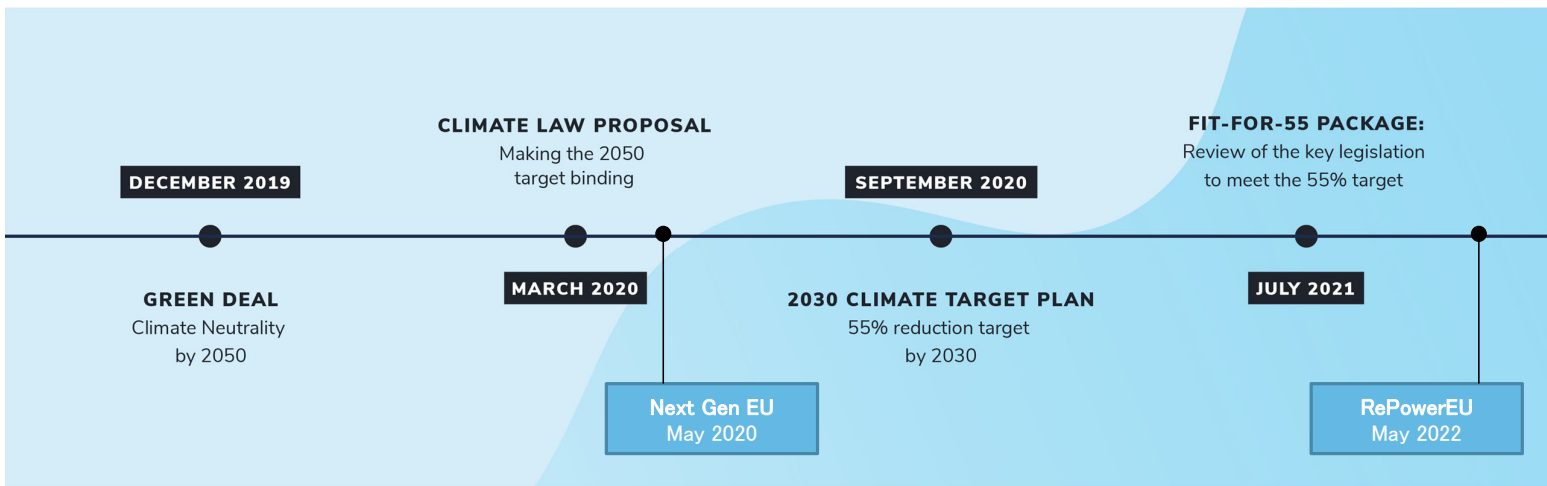 DECEMBER 2019
GREEN DEAL
Climate Neutrality
by 2050
CLIMATE LAW PROPOSAL
Making the 2050
target binding
MARCH 2020
Next Gen EU
May 2020
SEPTEMBER 2020
2030 CLIMATE TARGET PLAN
55% reduction target
by 2030
FIT-FOR-55 PACKAGE:
Review of the key legislation
to meet the 55% target
JULY 2021
RePowerEU
May 2022